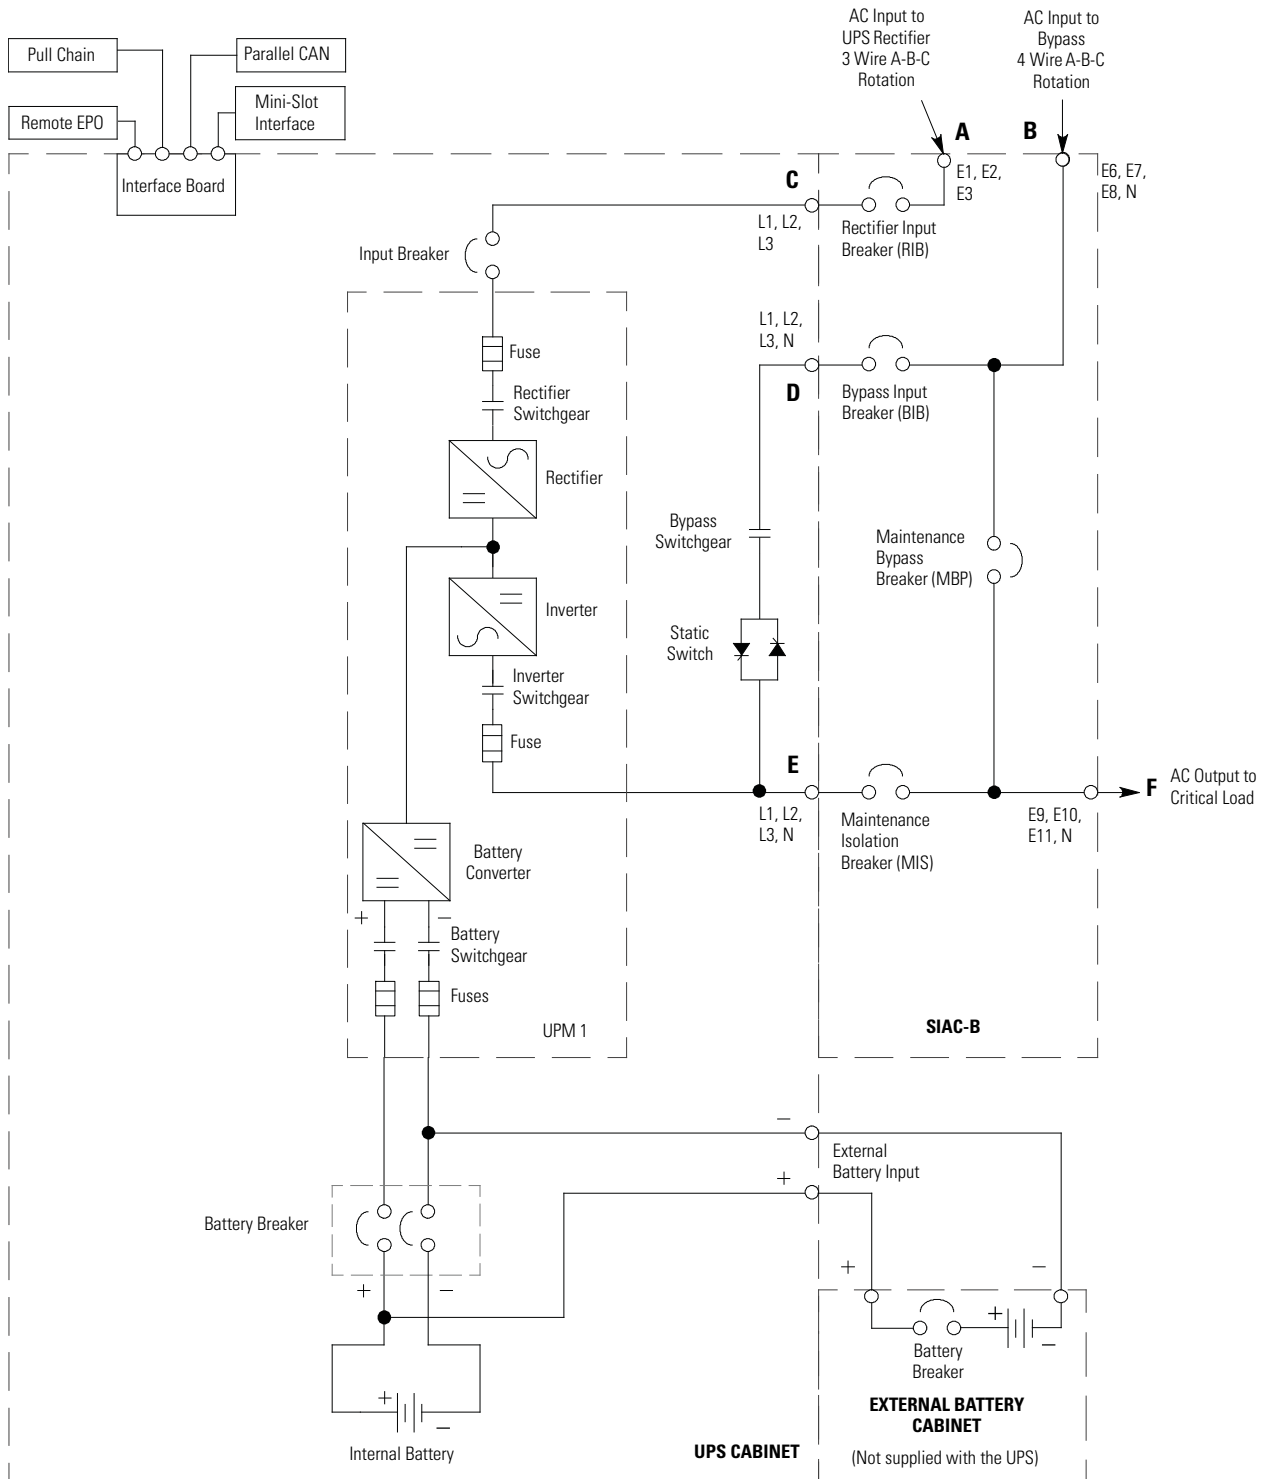 AC Input to
UPS Rectifier
3 Wire A-B-C
Rotation
AC Input to
Bypass
4 Wire A-B-C
Rotation
Pull Chain
Parallel CAN
Remote EPO
Mini-Slot
Interface
Interface Board
A
B
E1, E2,
E3
E6, E7,
E8, N
C
L1, L2,
L3
Rectifier Input
Breaker (RIB)
Input Breaker
L1, L2,
L3, N
D
Bypass Input
Breaker (BIB)
Fuse
Rectifier
Switchgear
Rectifier
Bypass
Switchgear
Maintenance
Bypass
Breaker (MBP)
Inverter
Static
Switch
Inverter
Switchgear
Fuse
E
L1, L2,
L3, N
Maintenance
Isolation
Breaker (MIS)
E9, E10,
E11, N
F
AC Output to
Critical Load
Battery
Converter
+
–
Battery
Switchgear
Fuses
UPM 1
SIAC-B
–
External
Battery Input
+
Battery Breaker
+
–
+
–
+
–
Battery
Breaker
EXTERNAL BATTERY
CABINET
(Not supplied with the UPS)
+
–
Internal Battery
UPS CABINET